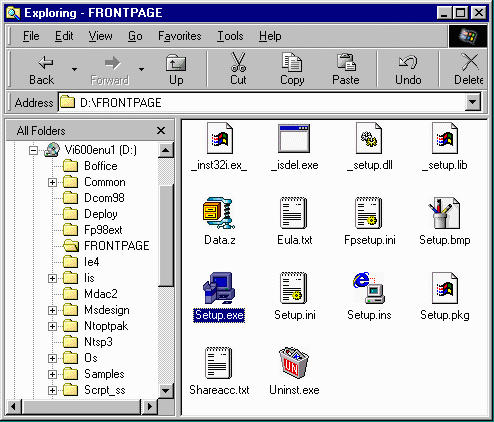 Exploring - FRONTPAGE
File Edit View Go Favorites Tools Help
Back Forward Up Cut Copy Paste Undo Delete
Address D:\FRONTPAGE
All Folders
Vi600enu1 (D:)
Boffice
Common
Dcom98
Deploy
Fp98ext
FRONTPAGE
Ie4
Iis
Mdac2
Msdesign
Ntoptpak
Ntsp3
Os
Samples
Scrpt_ss
_inst32i.ex_ _isdel.exe _setup.dll _setup.lib
Data.z Eula.txt Fpsetup.ini Setup.bmp
Setup.exe Setup.ini Setup.ins Setup.pkg
Shareacc.txt Uninst.exe